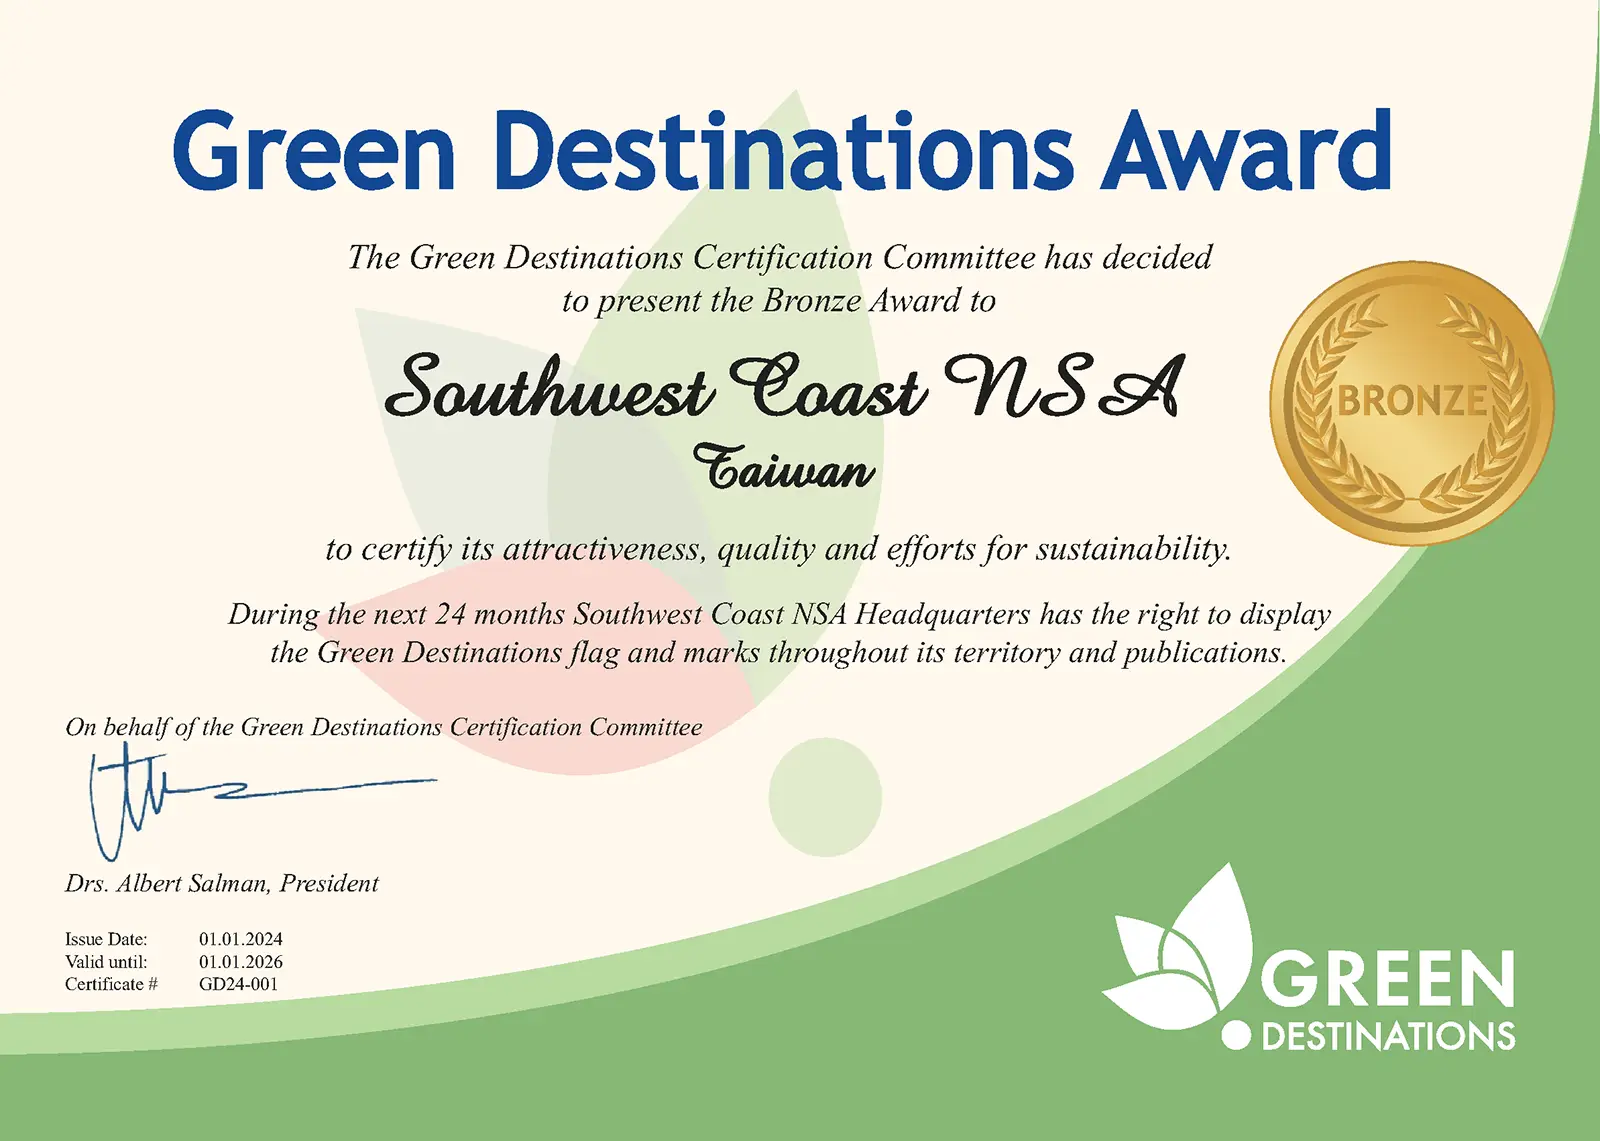 Green Destinations Award
The Green Destinations Certification Committee has decided
to present the Bronze Award to
Southwest Coast NSA
Taiwan
BRONZE
to certify its attractiveness, quality and efforts for sustainability.
During the next 24 months Southwest Coast NSA Headquarters has the right to display
the Green Destinations flag and marks throughout its territory and publications.
On behalf of the Green Destinations Certification Committee
Drs. Albert Salman, President
Issue Date: 01.01.2024
Valid until: 01.01.2026
Certificate # GD24-001
GREEN
DESTINATIONS